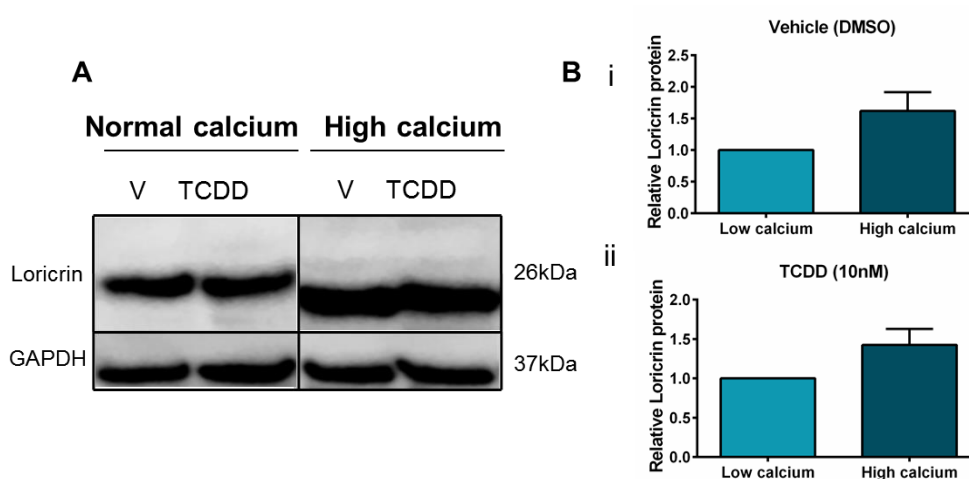 A
Normal calcium High calcium
V TCDD V TCDD
Loricrin
26kDa
GAPDH
37kDa
B
i
Vehicle (DMSO)
Relative Loricrin protein
2.5
2.0
1.5
1.0
0.5
0.0
Low calcium High calcium
ii
TCDD (10nM)
Relative Loricrin protein
2.0
1.5
1.0
0.5
0.0
Low calcium High calcium